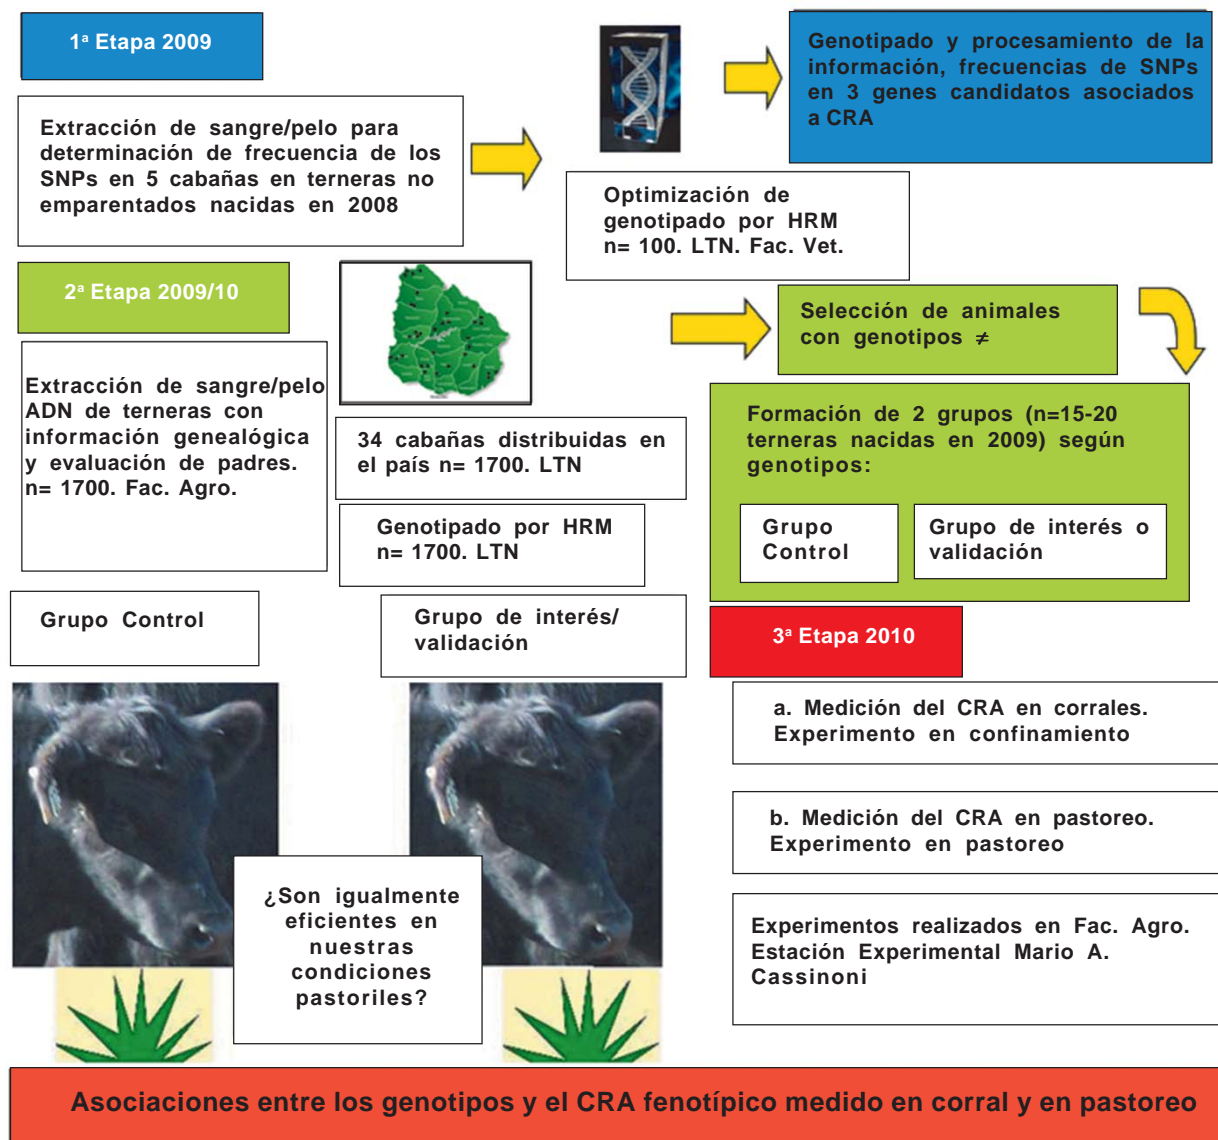 1ª Etapa 2009
Extracción de sangre/pelo para
determinación de frecuencia de los
SNPs en 5 cabañas en terneras no
emparentados nacidas en 2008
Optimización de
genotipado por HRM
n= 100. LTN. Fac. Vet.
Genotipado y procesamiento de la
información, frecuencias de SNPs
en 3 genes candidatos asociados
a CRA
2ª Etapa 2009/10
Extracción de sangre/pelo
ADN de terneras con
información genealógica
y evaluación de padres.
n= 1700. Fac. Agro.
34 cabañas distribuidas en
el país n= 1700. LTN
Genotipado por HRM
n= 1700. LTN
Selección de animales
con genotipos ≠
Formación de 2 grupos (n=15-20
terneras nacidas en 2009) según
genotipos:
Grupo
Control
Grupo de interés o
validación
Grupo Control
Grupo de interés/
validación
¿Son igualmente
eficientes en
nuestras
condiciones
pastoriles?
3ª Etapa 2010
a. Medición del CRA en corrales.
Experimento en confinamiento
b. Medición del CRA en pastoreo.
Experimento en pastoreo
Experimentos realizados en Fac. Agro.
Estación Experimental Mario A.
Cassinoni
Asociaciones entre los genotipos y el CRA fenotípico medido en corral y en pastoreo